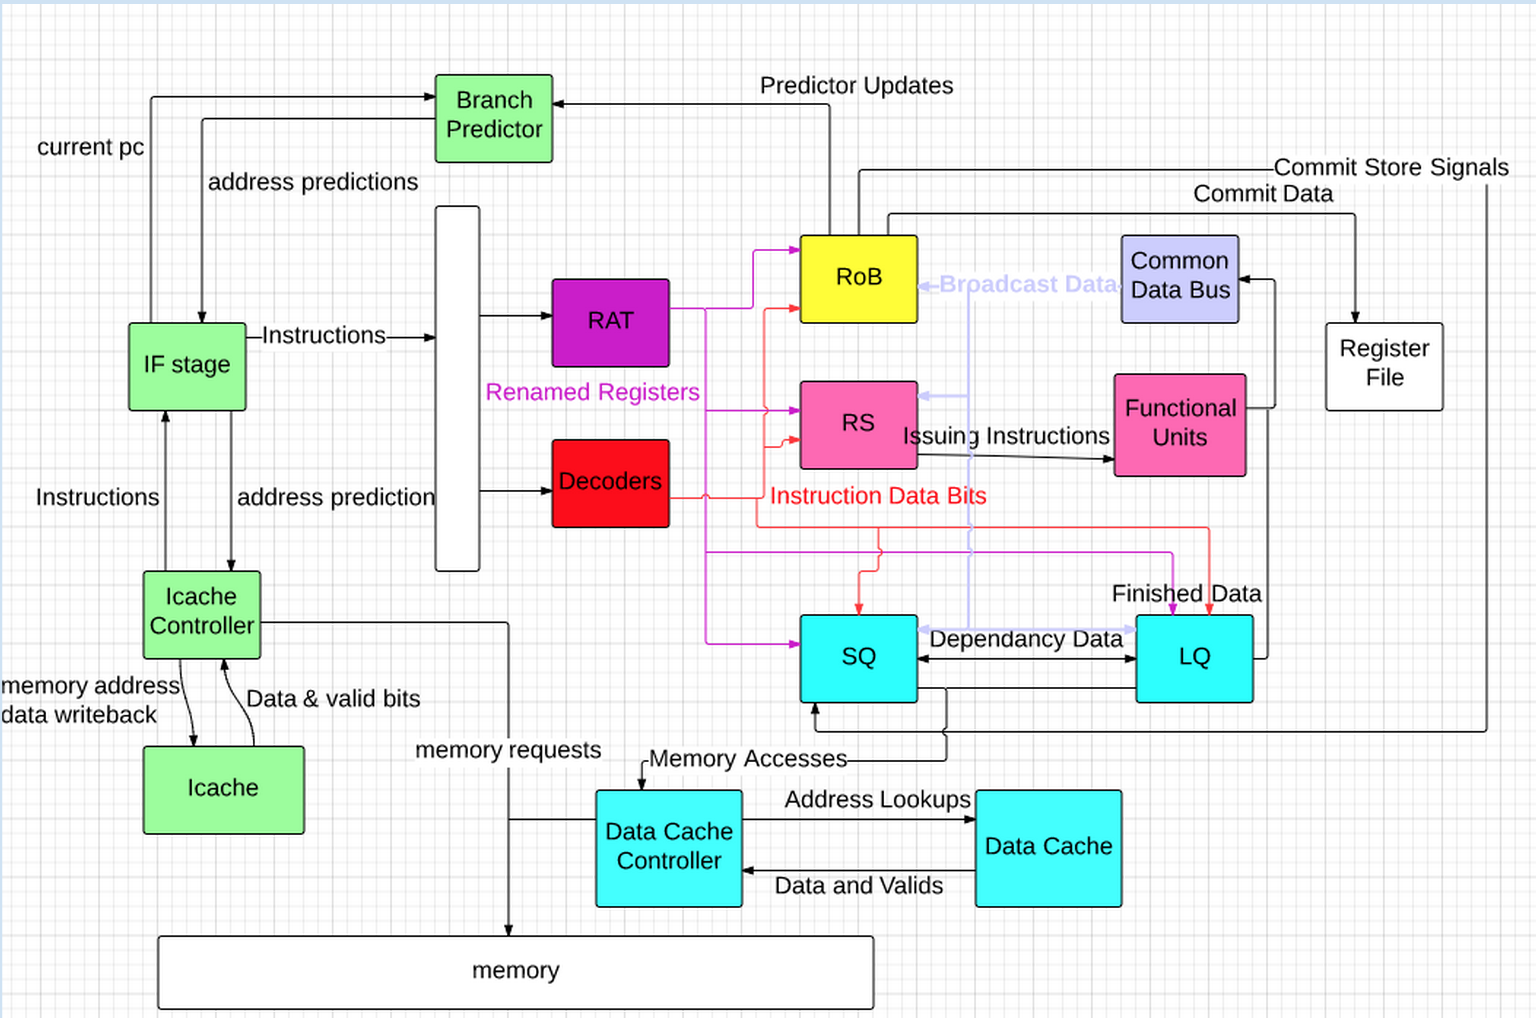 Branch
Predictor
Predictor Updates
current pc
address predictions
Commit Store Signals
Commit Data
RoB
Broadcast Data
Common
Data Bus
RAT
IF stage
Instructions
Register
File
Renamed Registers
RS
Issuing Instructions
Functional
Units
Decoders
Instruction Data Bits
Instructions
address prediction
Icache
Controller
Finished Data
SQ
Dependancy Data
LQ
memory address
data writeback
Data & valid bits
memory requests
Memory Accesses
Icache
Data Cache
Controller
Address Lookups
Data Cache
Data and Valids
memory